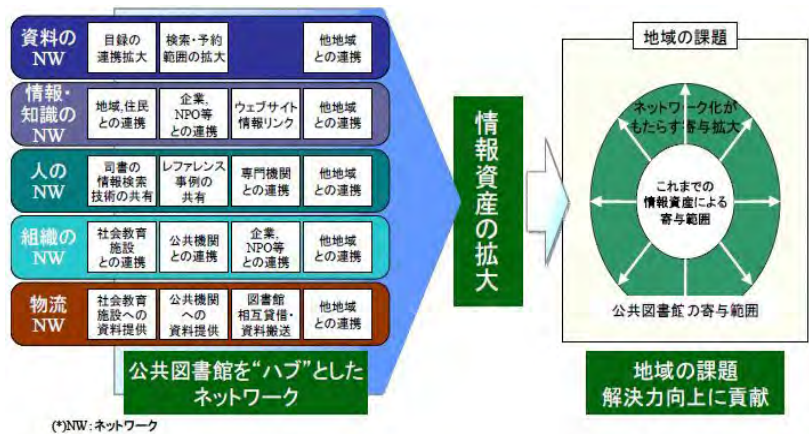 資料の
NW
目録の
連携拡大
検索・予約
範囲の拡大
他地域
との連携
情報・
知識の
NW
地域,住民
との連携
企業,
NPO等
との連携
ウェブサイト
情報リンク
他地域
との連携
人の
NW
司書の
情報検索
技術の共有
レファレンス
事例の
共有
専門機関
との連携
他地域
との連携
組織の
NW
社会教育
施設
との連携
公共機関
との連携
企業,
NPO等
との連携
他地域
との連携
物流
NW
社会教育
施設への
資料提供
公共機関
への
資料提供
図書館
相互貸借・
資料搬送
他地域
との連携
公共図書館を“ハブ”とした
ネットワーク
(*)NW:ネットワーク
情報資産の拡大
地域の課題
ネットワーク化が
もたらす寄与拡大
これまでの
情報資産による
寄与範囲
公共図書館の寄与範囲
地域の課題
解決力向上に貢献